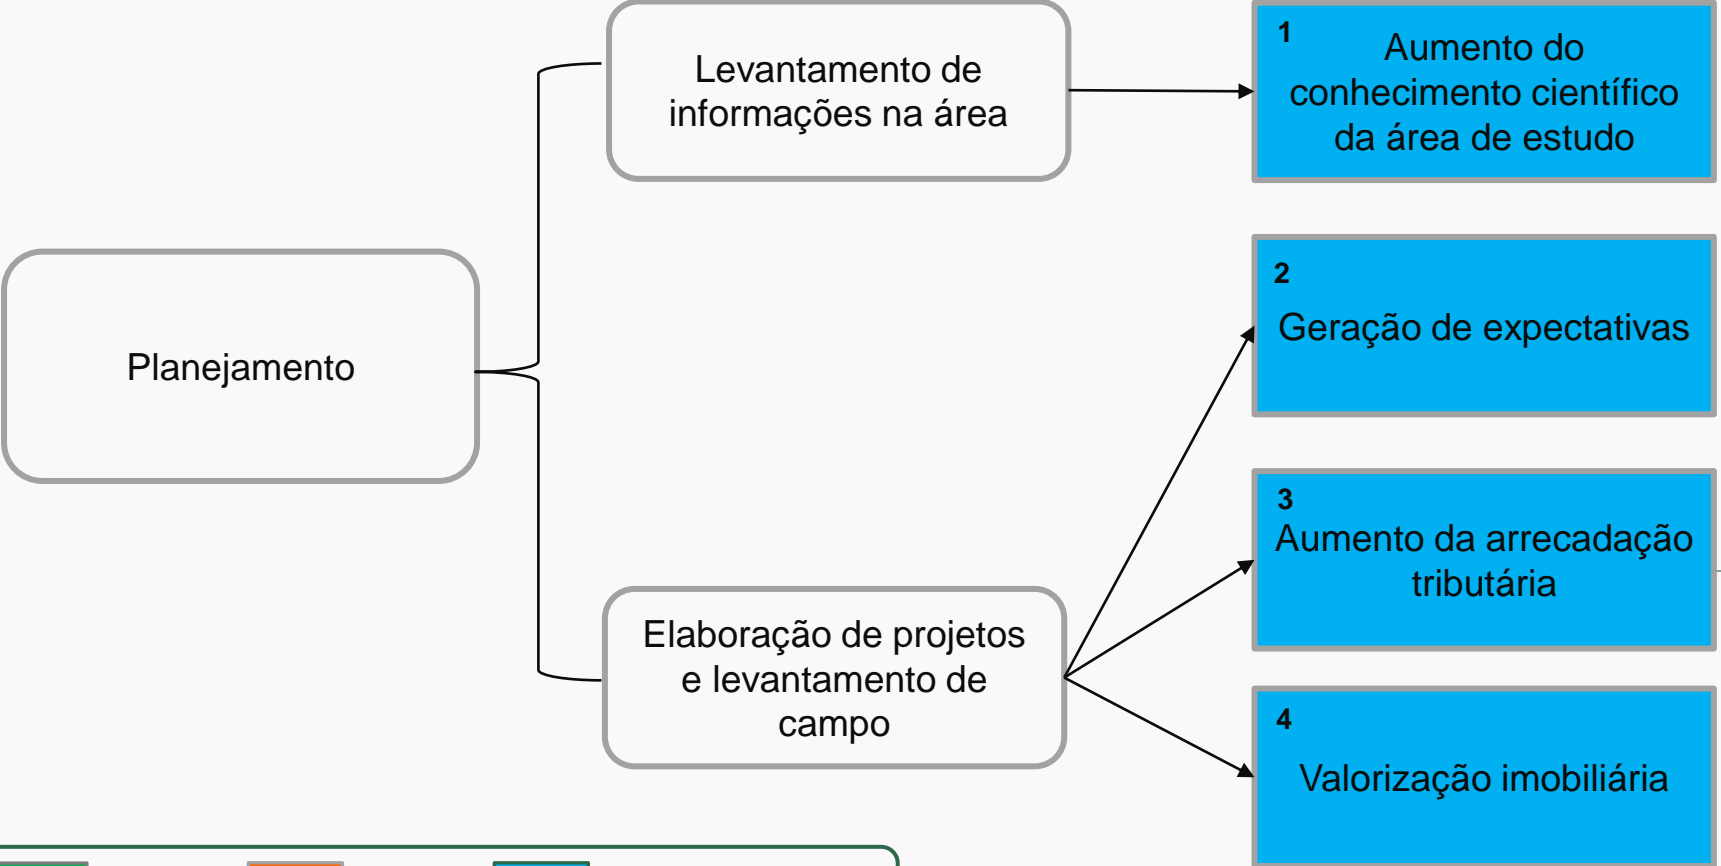 Planejamento
Levantamento de
informações na área
Elaboração de projetos
e levantamento de
campo
1
Aumento do
conhecimento científico
da área de estudo
2
Geração de expectativas
3
Aumento da arrecadação
tributária
4
Valorização imobiliária